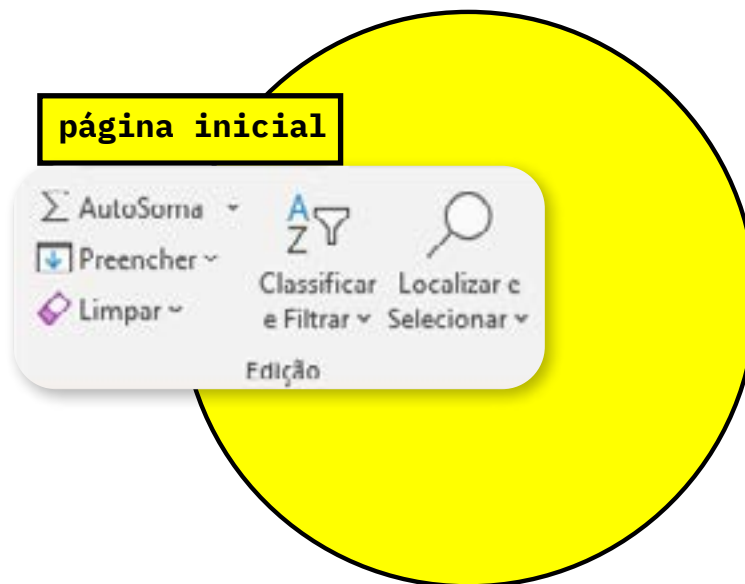 página inicial
AutoSoma
Preencher
Limpar
Classificar
e Filtrar
Localizar e
Selecionar
Edição